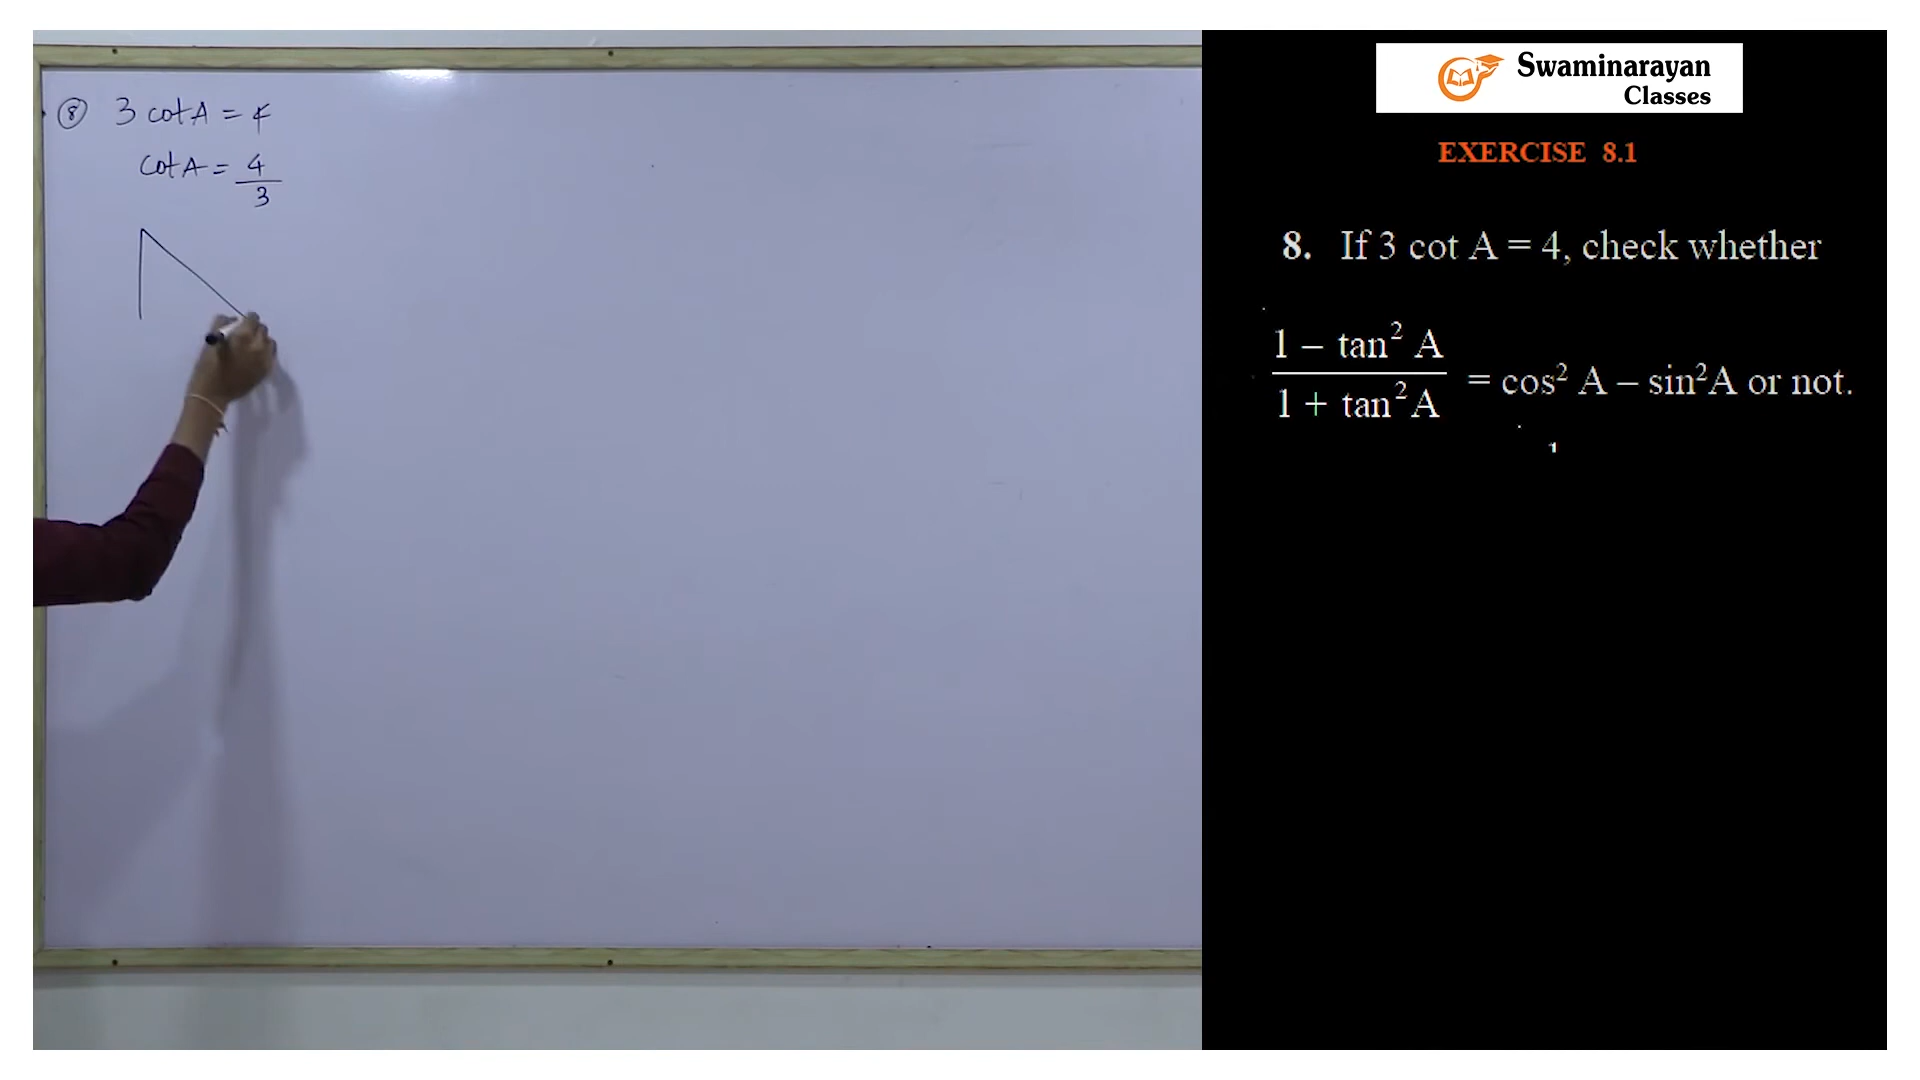 ⑧ 3 cot A = 4
cot A = 4/3
Swaminarayan
Classes
EXERCISE 8.1
8. If 3 cot A = 4, check whether
(1 – tan² A)/(1 + tan² A) = cos² A – sin²A or not.